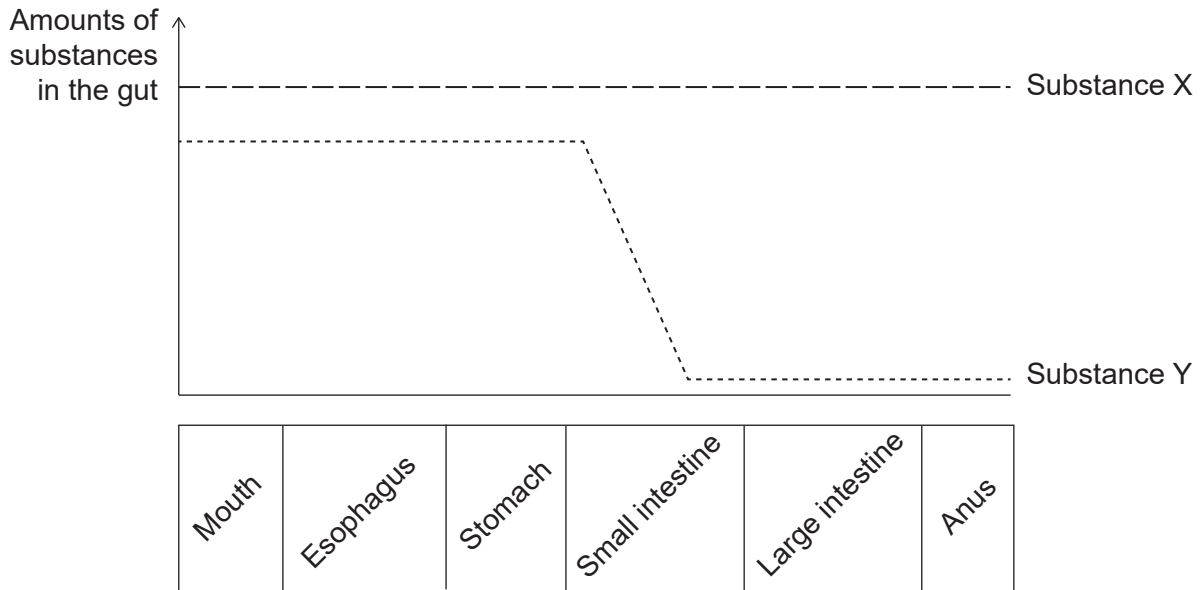 Amounts of
substances
in the gut
Substance X
Substance Y
Mouth
Esophagus
Stomach
Small intestine
Large intestine
Anus